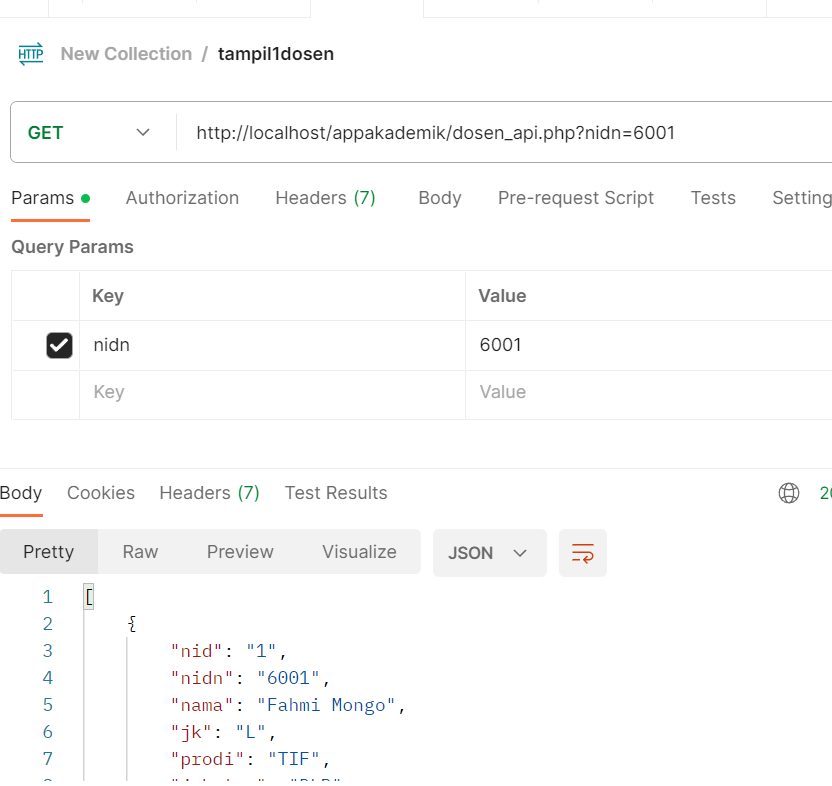 HTTP New Collection / tampil1dosen
GET http://localhost/appakademik/dosen_api.php?nidn=6001
Params Authorization Headers (7) Body Pre-request Script Tests Setting
Query Params
Key Value
nidn 6001
Key Value
Body Cookies Headers (7) Test Results 20
Pretty Raw Preview Visualize JSON
1 [
2 {
3 "nid": "1",
4 "nidn": "6001",
5 "nama": "Fahmi Mongo",
6 "jk": "L",
7 "prodi": "TIF",